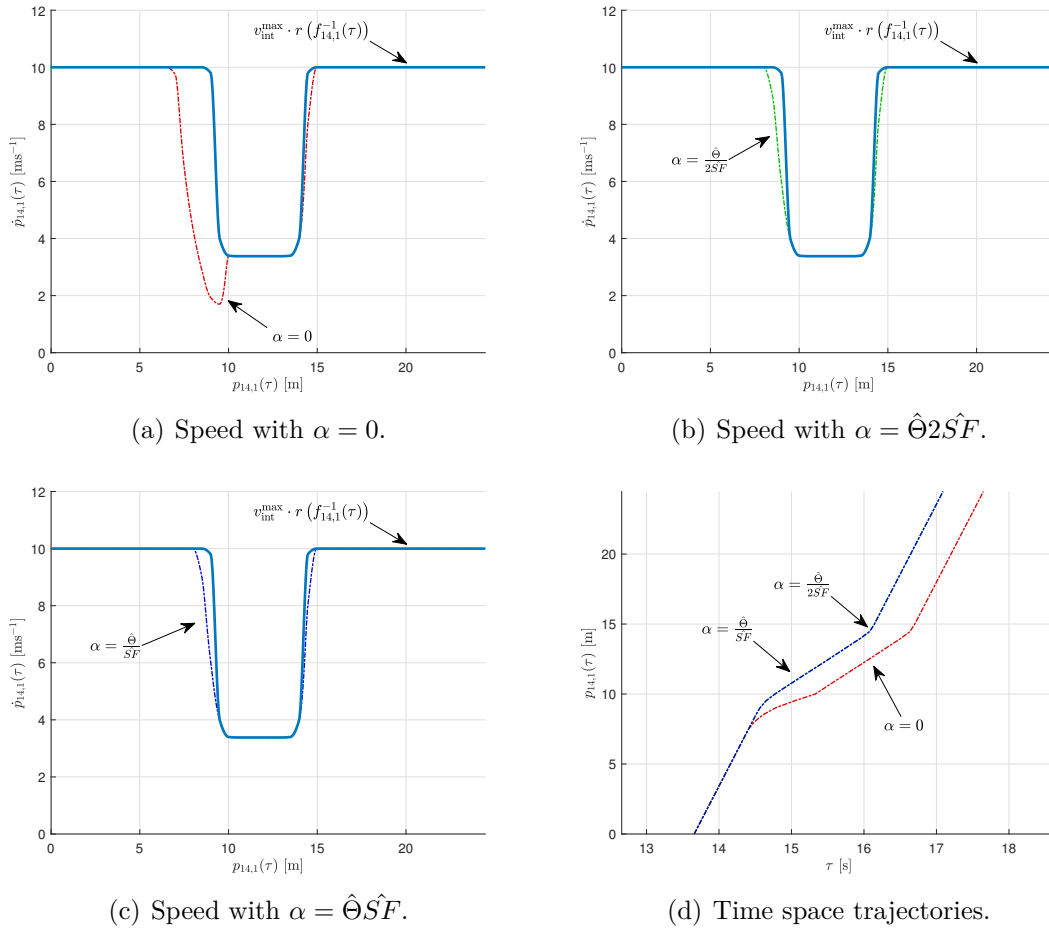 12
10
8
6
4
2
0
0 5 10 15 20
ṗ₁₄,₁(τ) [ms⁻¹]
p₁₄,₁(τ) [m]
v_int^max · r (f₁₄,₁⁻¹(τ))
α = 0
(a) Speed with α = 0.
12
10
8
6
4
2
0
0 5 10 15 20
ṗ₁₄,₁(τ) [ms⁻¹]
p₁₄,₁(τ) [m]
v_int^max · r (f₁₄,₁⁻¹(τ))
α = Θ̂/2SF̂
(b) Speed with α = Θ̂2SF̂.
12
10
8
6
4
2
0
0 5 10 15 20
ṗ₁₄,₁(τ) [ms⁻¹]
p₁₄,₁(τ) [m]
v_int^max · r (f₁₄,₁⁻¹(τ))
α = Θ̂/SF̂
(c) Speed with α = Θ̂SF̂.
20
15
10
5
0
13 14 15 16 17 18
p₁₄,₁(τ) [m]
τ [s]
α = Θ̂/2SF̂
α = Θ̂/SF̂
α = 0
(d) Time space trajectories.